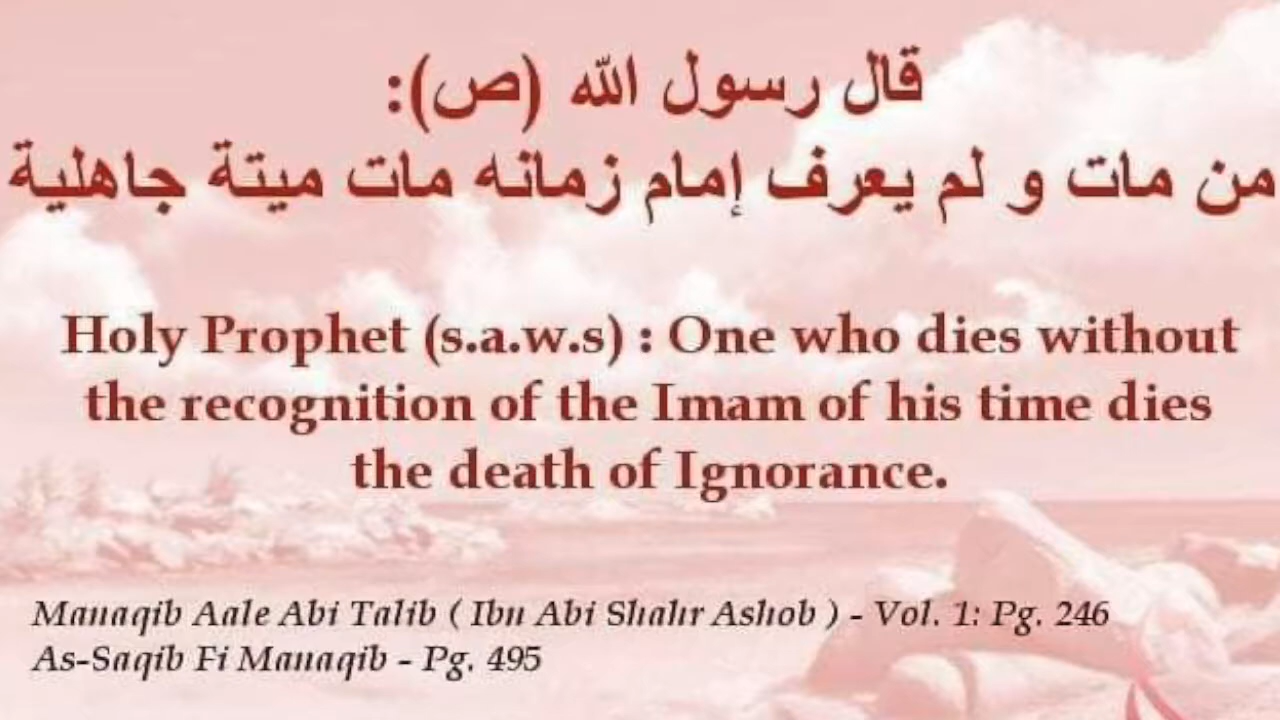 قال رسول الله (ص):
من مات و لم يعرف إمام زمانه مات ميتة جاهلية
Holy Prophet (s.a.w.s) : One who dies without
the recognition of the Imam of his time dies
the death of Ignorance.
Manaqib Aale Abi Talib ( Ibn Abi Shahr Ashob ) - Vol. 1: Pg. 246
As-Saqib Fi Manaqib - Pg. 495